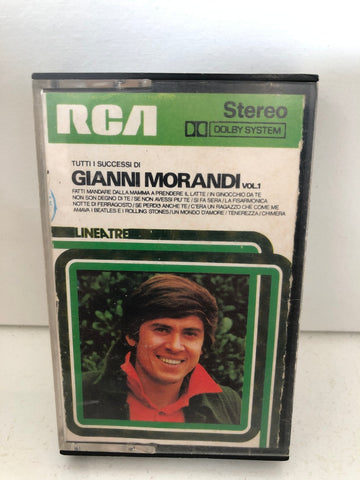 RCA
Stereo
DOLBY SYSTEM
TUTTI I SUCCESSI DI
GIANNI MORANDI VOL.1
FATTI MANDARE DALLA MAMMA A PRENDERE IL LATTE / IN GINOCCHIO DA TE
NON SON DEGNO DI TE / SE NON AVESSI PIU' TE / SI FA SERA / LA FISARMONICA
NOTTE DI FERRAGOSTO / SE PERDI ANCHE TE / C'ERA UN RAGAZZO CHE COME ME
AMAVA I BEATLES E I ROLLING STONES / UN MONDO D'AMORE / TENEREZZA / CHIMERA
LINEATRE